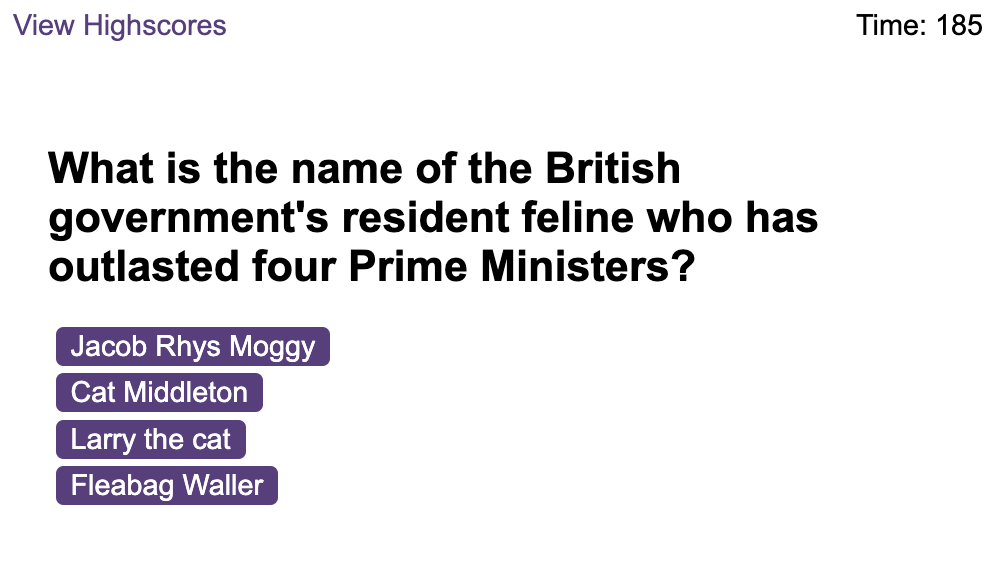 View Highscores
Time: 185
What is the name of the British
government's resident feline who has
outlasted four Prime Ministers?
Jacob Rhys Moggy
Cat Middleton
Larry the cat
Fleabag Waller